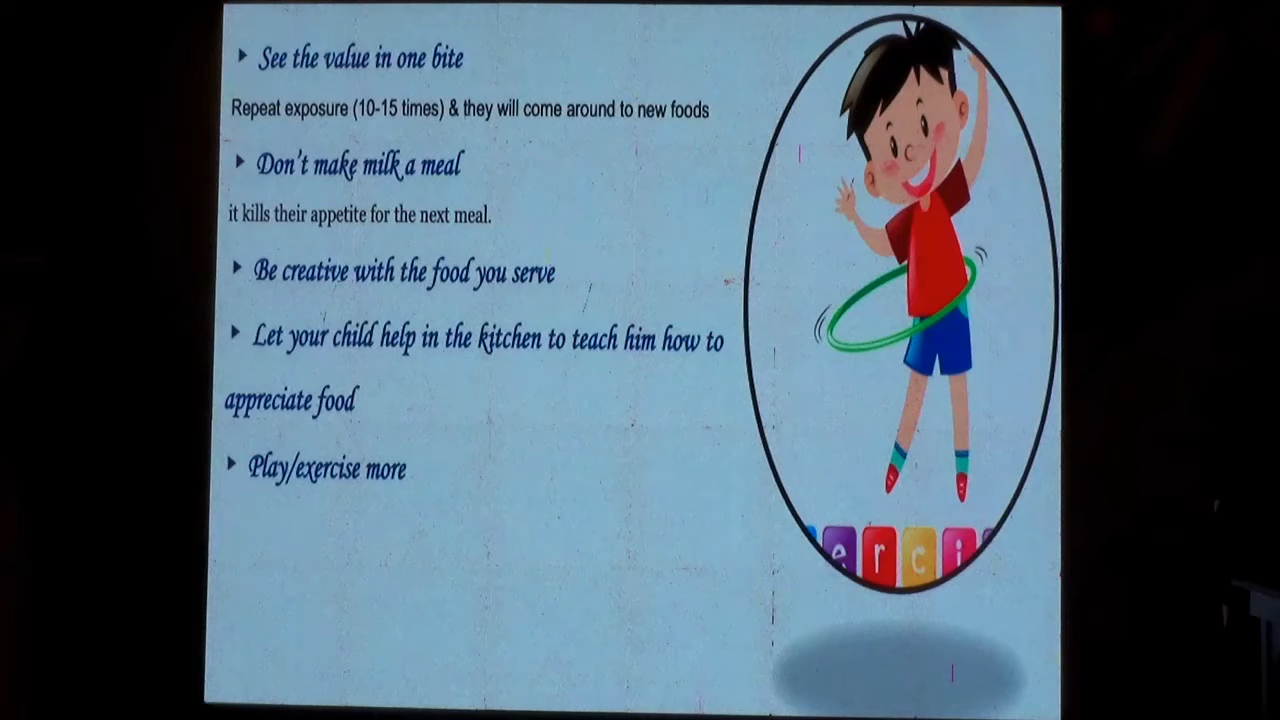 See the value in one bite
Repeat exposure (10-15 times) & they will come around to new foods
Don't make milk a meal
it kills their appetite for the next meal.
Be creative with the food you serve
Let your child help in the kitchen to teach him how to
appreciate food
Play/exercise more
erci